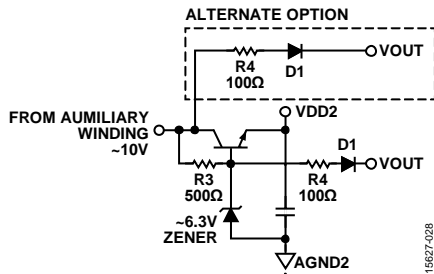 ALTERNATE OPTION
R4
100Ω
D1
VOUT
FROM AUMILIARY
WINDING
~10V
VDD2
R3
500Ω
D1
R4
100Ω
VOUT
~6.3V
ZENER
AGND2
15627-028